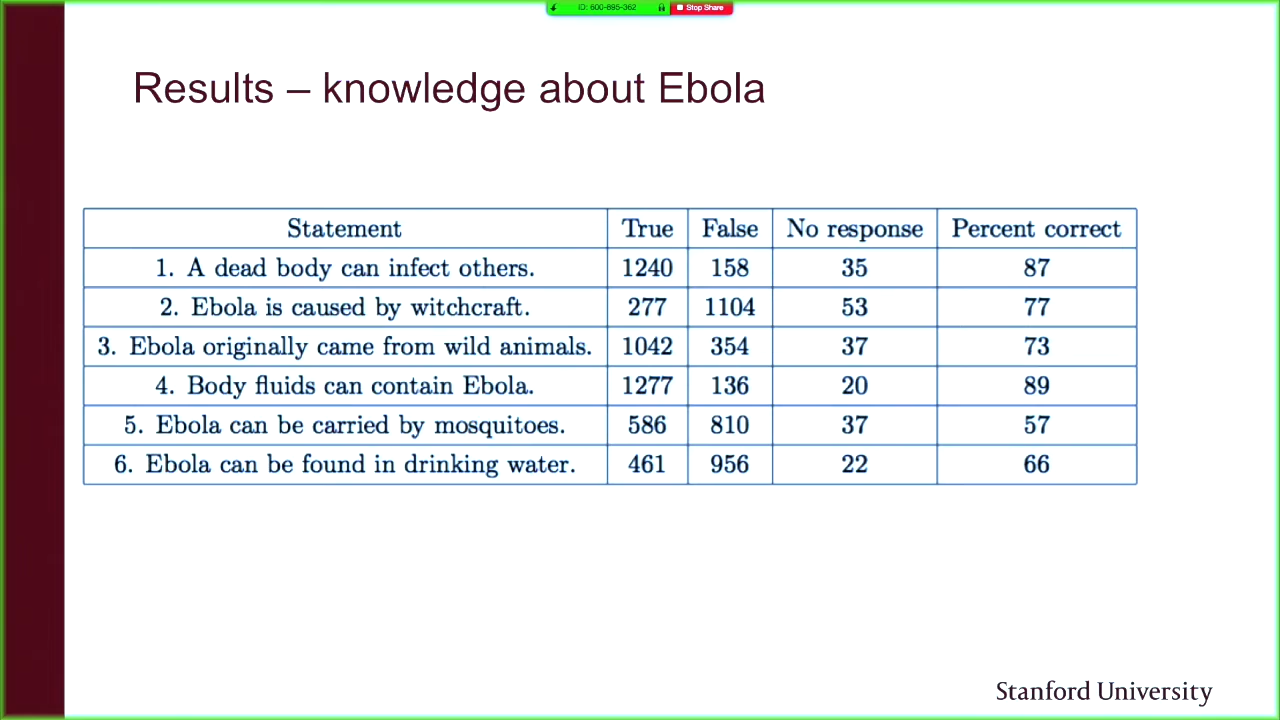 ID: 600-895-362 Stop Share
Results – knowledge about Ebola
Statement True False No response Percent correct
1. A dead body can infect others. 1240 158 35 87
2. Ebola is caused by witchcraft. 277 1104 53 77
3. Ebola originally came from wild animals. 1042 354 37 73
4. Body fluids can contain Ebola. 1277 136 20 89
5. Ebola can be carried by mosquitoes. 586 810 37 57
6. Ebola can be found in drinking water. 461 956 22 66
Stanford University